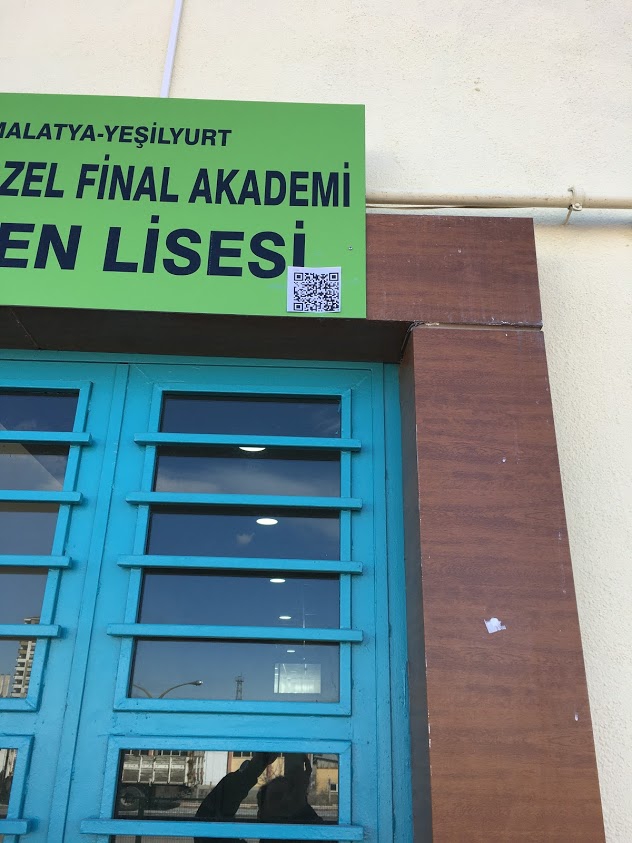 MALATYA-YEŞİLYURT
ZEL FİNAL AKADEMİ
EN LİSESİ